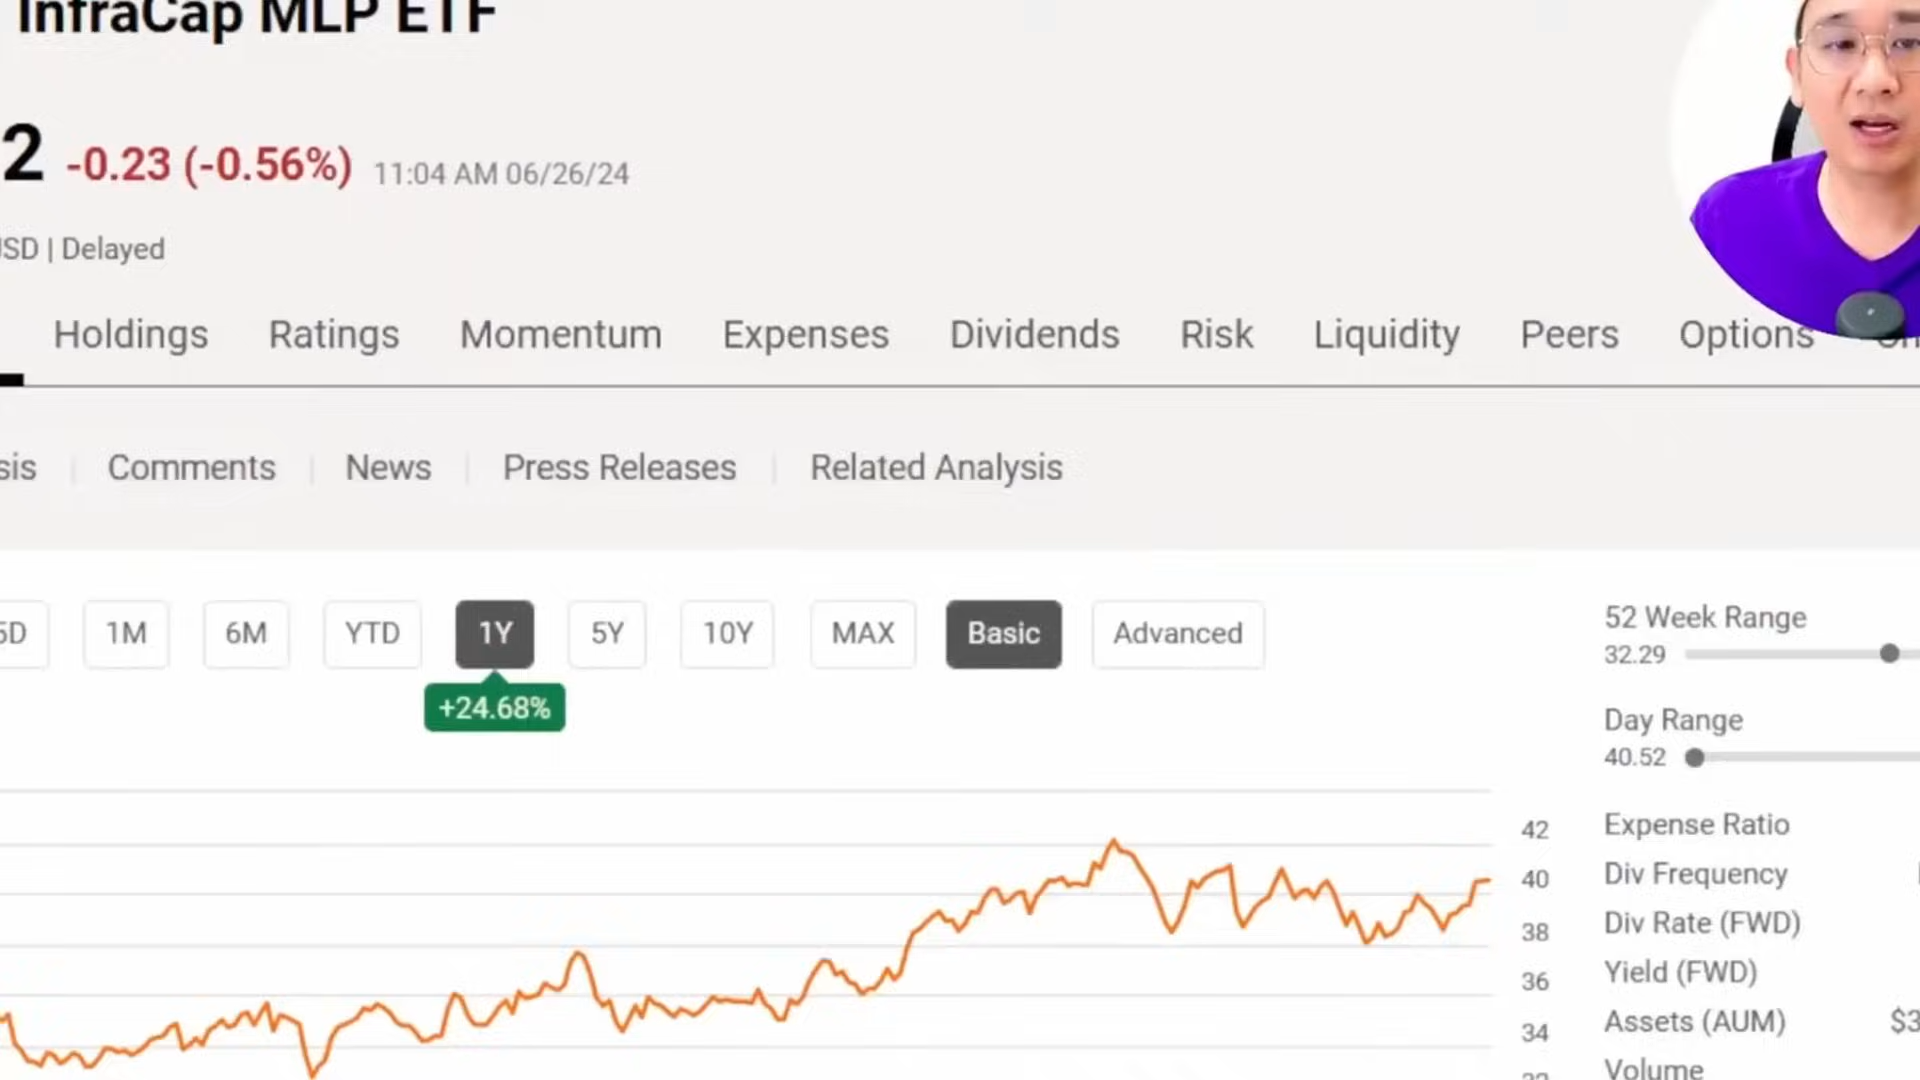 InfraCap MLP ETF
2 -0.23 (-0.56%) 11:04 AM 06/26/24
USD | Delayed
Holdings Ratings Momentum Expenses Dividends Risk Liquidity Peers Options
sis | Comments | News | Press Releases | Related Analysis
5D 1M 6M YTD 1Y 5Y 10Y MAX Basic Advanced
+24.68%
52 Week Range
32.29
Day Range
40.52
42
40
38
36
34
Expense Ratio
Div Frequency
Div Rate (FWD)
Yield (FWD)
Assets (AUM) $3
Volume